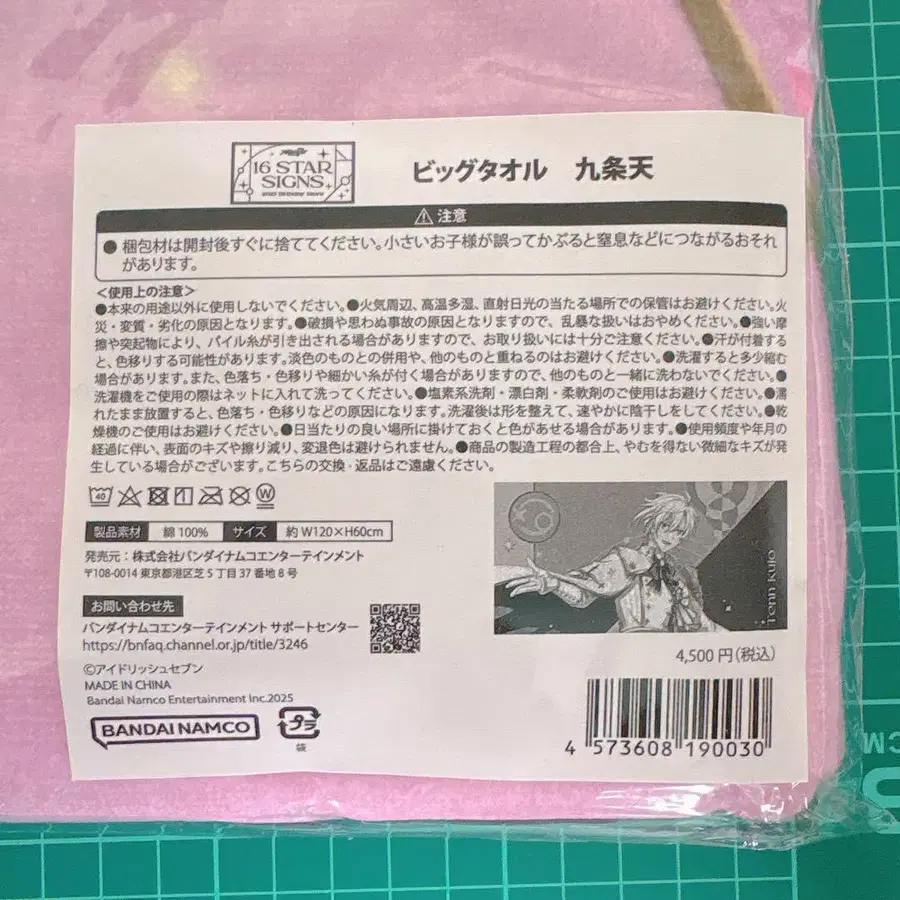 16 STAR
SIGNS
ビッグタオル　九条天
注意
●梱包材は開封後すぐに捨ててください。小さいお子様が誤ってかぶると窒息などにつながるおそれ
があります。
＜使用上の注意＞
●本来の用途以外に使用しないでください。●火気周辺、高温多湿、直射日光の当たる場所での保管はお避けください。火
災・変質・劣化の原因となります。●破損や思わぬ事故の原因となりますので、乱暴な扱いはおやめください。●強い摩
擦や突起物により、パイル糸が引き出される場合がありますので、お取り扱いには十分ご注意ください。●汗が付着する
と、色移りする可能性があります。淡色のものとの併用や、他のものと重ねるのはお避けください。●洗濯すると多少縮む
場合があります。また、色落ち・色移りや細かい糸が付く場合がありますので、他のものと一緒に洗わないでください。●
洗濯機をご使用の際はネットに入れて洗ってください。●塩素系洗剤・漂白剤・柔軟剤のご使用はお避けください。●濡
れたまま放置すると、色落ち・色移りなどの原因になります。洗濯後は形を整えて、速やかに陰干しをしてください。●乾
燥機のご使用はお避けください。●日当たりの良い場所に掛けておくと色があせる場合があります。●使用頻度や年月の
経過に伴い、表面のキズや擦り減り、変退色は避けられません。●商品の製造工程の都合上、やむを得ない微細なキズが発
生している場合がございます。こちらの交換・返品はご遠慮ください。
40 W
製品素材 綿100% サイズ 約W120×H60cm
発売元：株式会社バンダイナムコエンターテインメント
〒108-0014 東京都港区芝5丁目37番地8号
お問い合わせ先
バンダイナムコエンターテインメント サポートセンター
https://bnfaq.channel.or.jp/title/3246
©アイドリッシュセブン
MADE IN CHINA
Bandai Namco Entertainment Inc.2025
BANDAI NAMCO
プラ
袋
Tenn Kujo
4,500円（税込）
4 573608 190030
CM